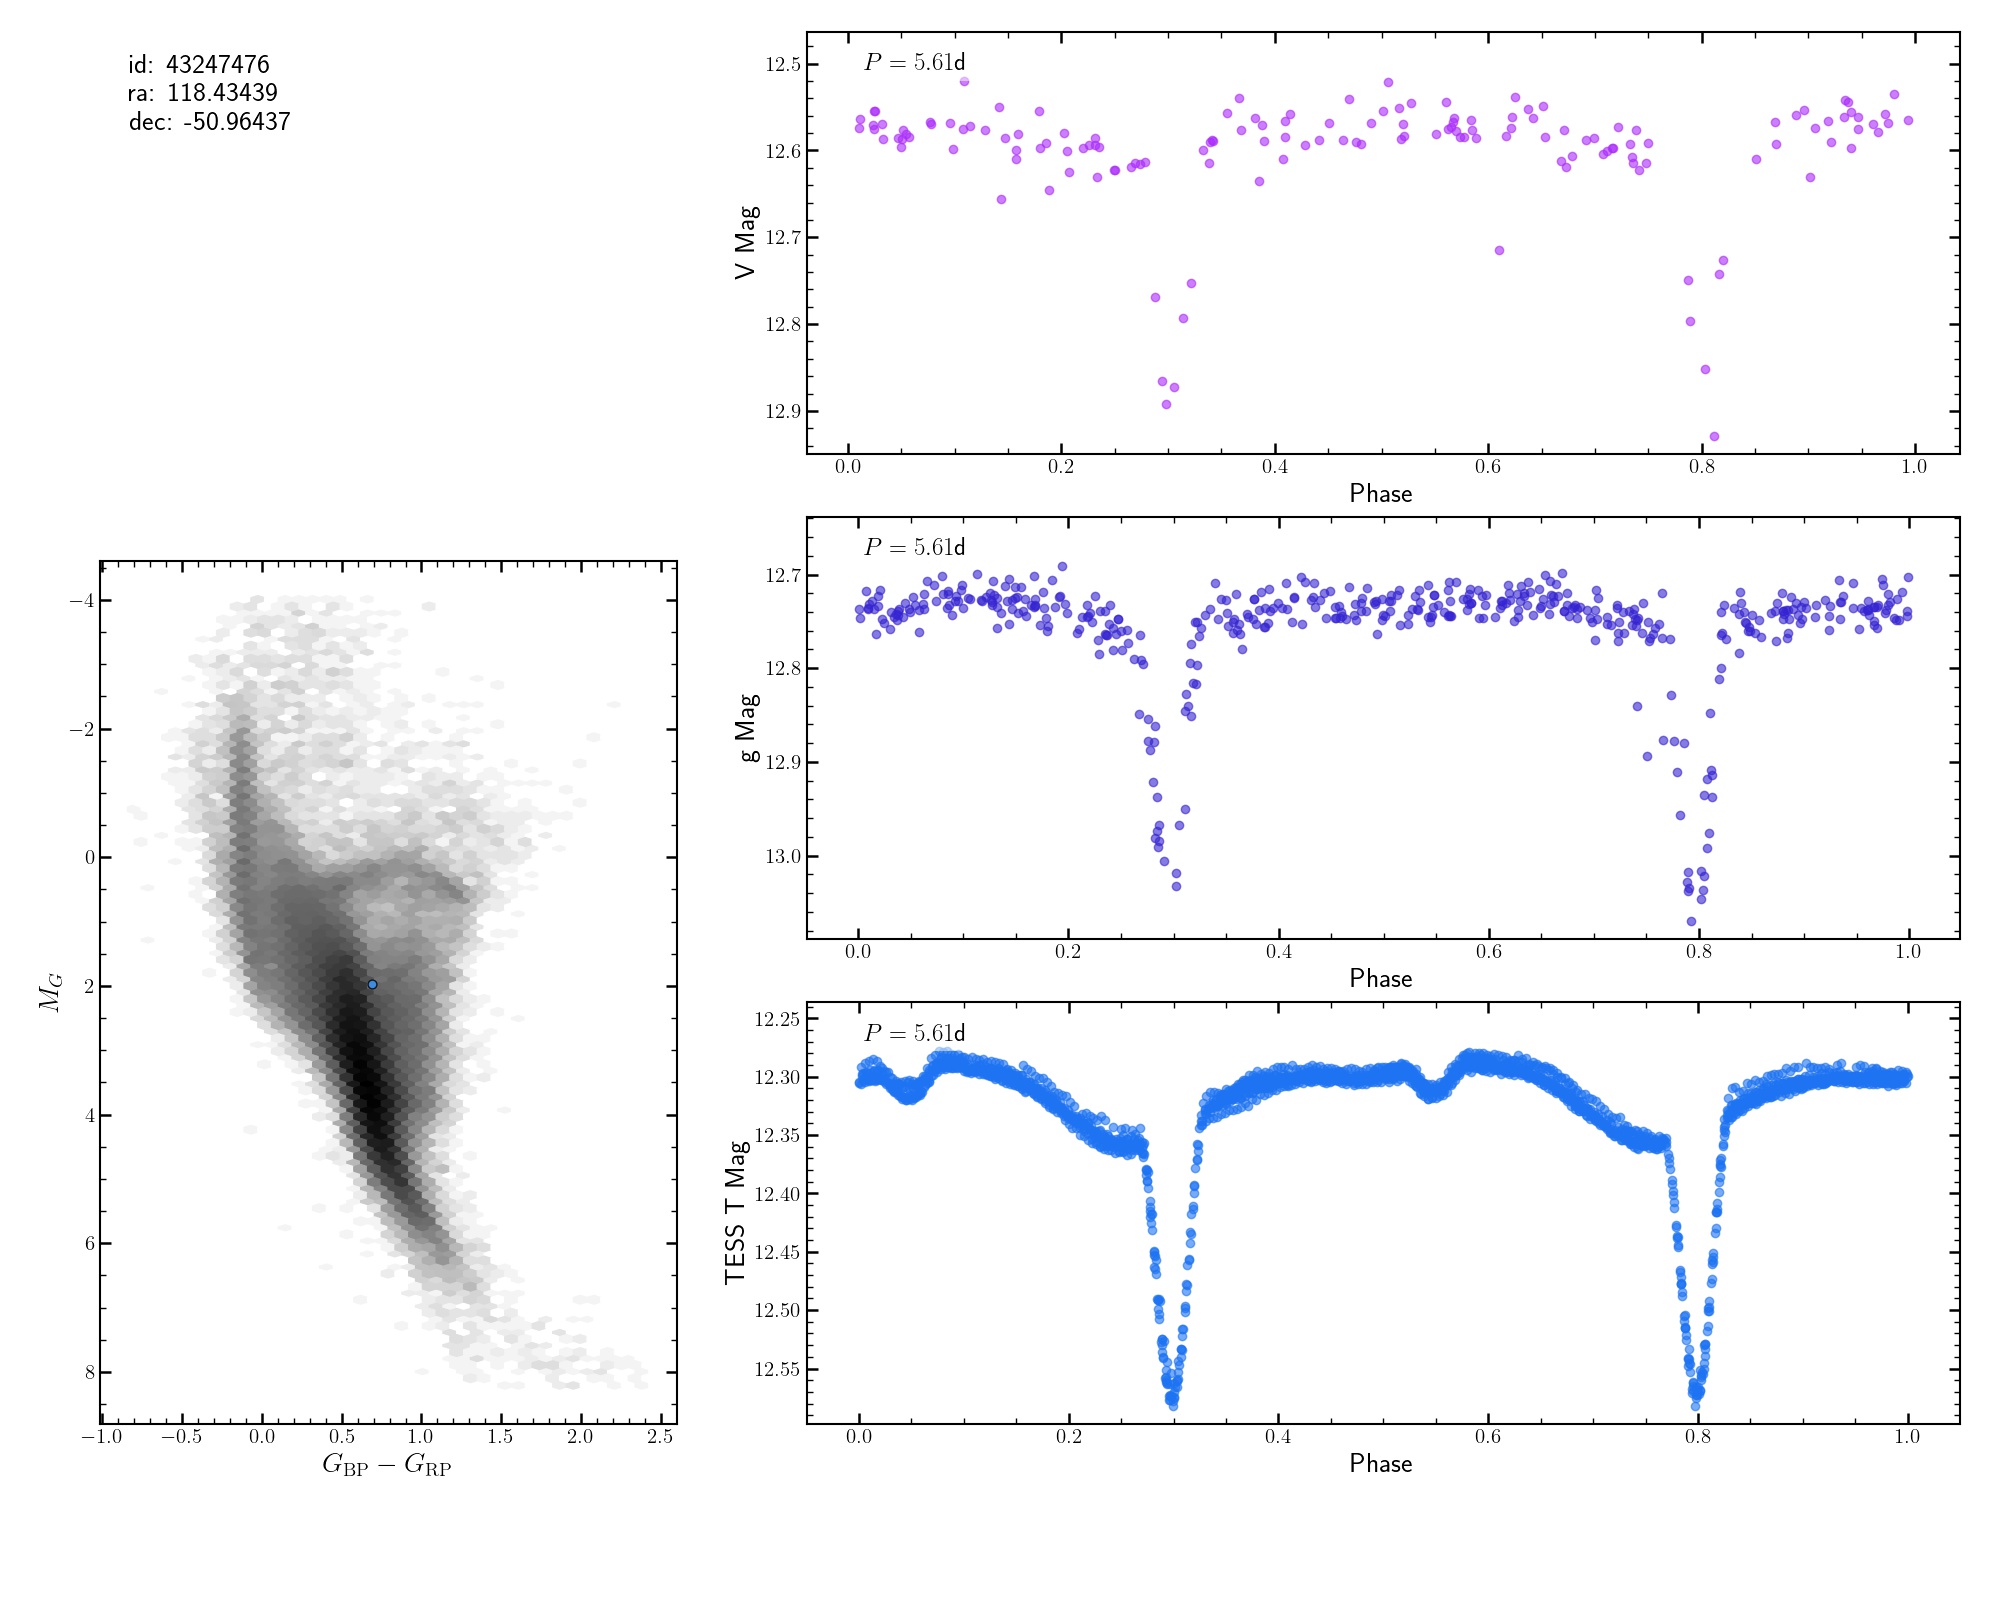 id: 43247476
ra: 118.43439
dec: -50.96437
P = 5.61d
12.5
12.6
12.7
12.8
12.9
V Mag
0.0 0.2 0.4 0.6 0.8 1.0
Phase
P = 5.61d
12.7
12.8
12.9
13.0
g Mag
0.0 0.2 0.4 0.6 0.8 1.0
Phase
P = 5.61d
12.25
12.30
12.35
12.40
12.45
12.50
12.55
TESS T Mag
0.0 0.2 0.4 0.6 0.8 1.0
Phase
−4
−2
0
2
4
6
8
M_G
−1.0 −0.5 0.0 0.5 1.0 1.5 2.0 2.5
G_BP − G_RP